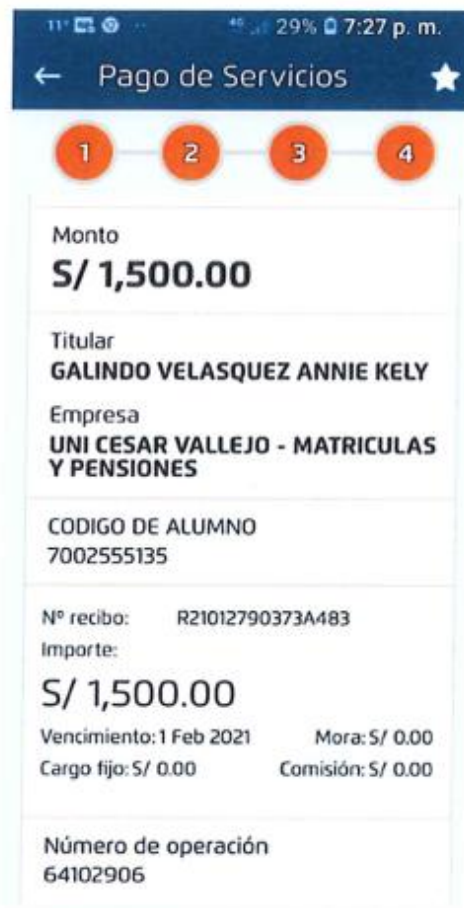 11° 4G 29% 7:27 p. m.
Pago de Servicios
1 2 3 4
Monto
S/ 1,500.00
Titular
GALINDO VELASQUEZ ANNIE KELY
Empresa
UNI CESAR VALLEJO - MATRICULAS
Y PENSIONES
CODIGO DE ALUMNO
7002555135
Nº recibo: R21012790373A483
Importe:
S/ 1,500.00
Vencimiento: 1 Feb 2021 Mora: S/ 0.00
Cargo fijo: S/ 0.00 Comisión: S/ 0.00
Número de operación
64102906